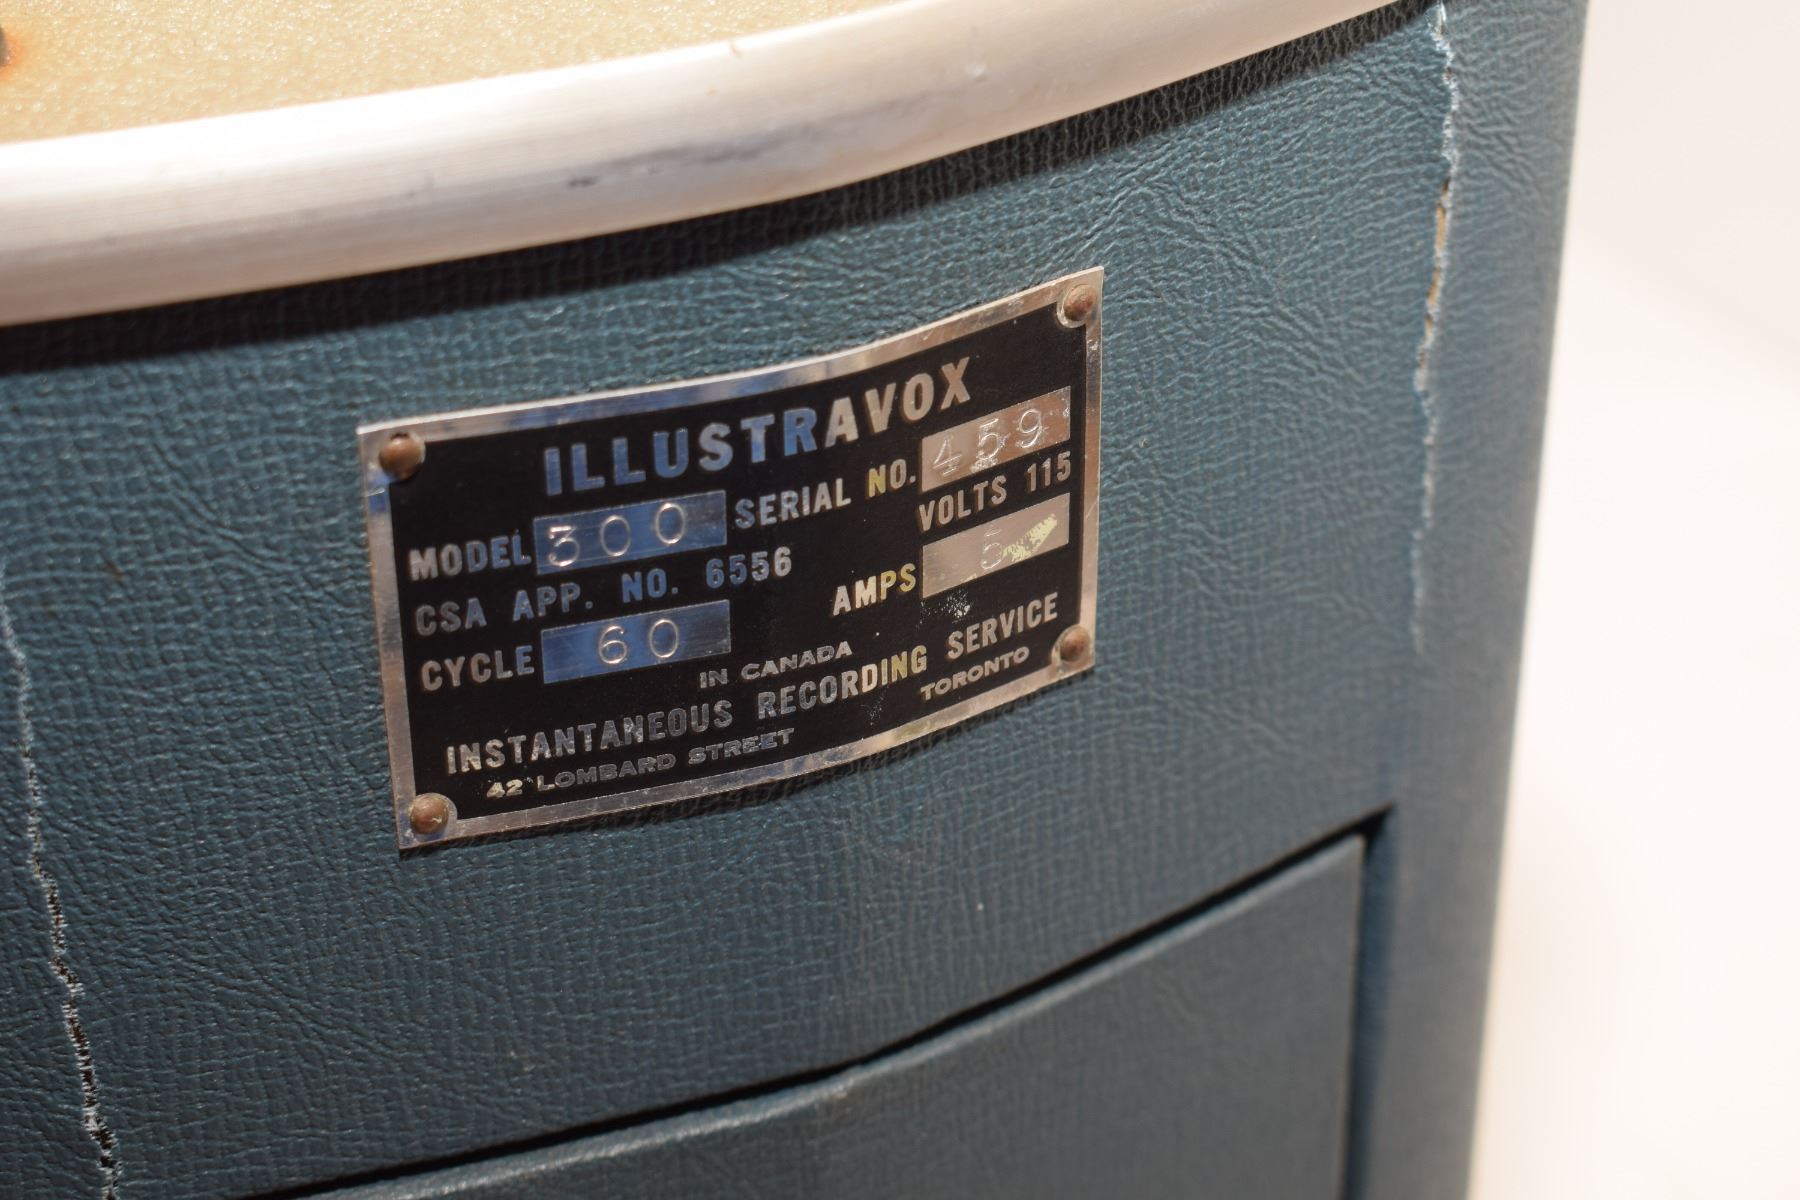 ILLUSTRAVOX
MODEL 300 SERIAL NO. 459
CSA APP. NO. 6556 VOLTS 115
CYCLE 60 AMPS 5
IN CANADA
INSTANTANEOUS RECORDING SERVICE
42 LOMBARD STREET TORONTO